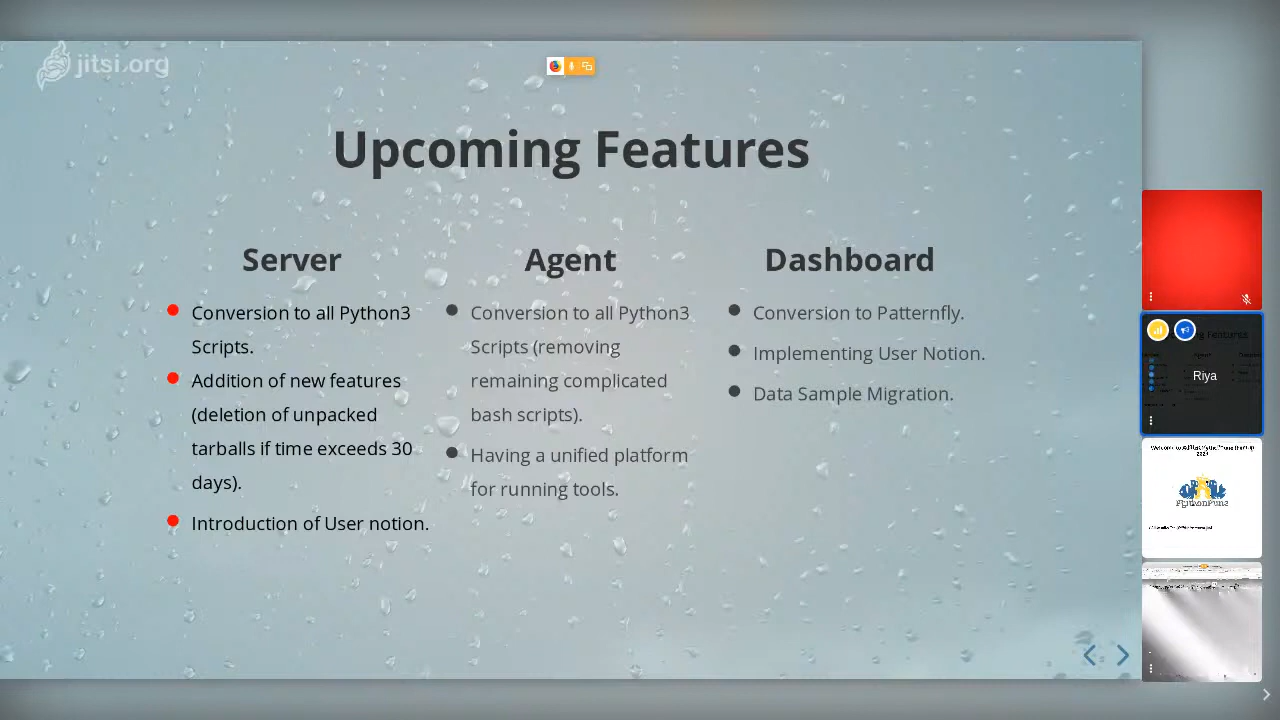 jitsi.org
Upcoming Features
Server
Conversion to all Python3
Scripts.
Addition of new features
(deletion of unpacked
tarballs if time exceeds 30
days).
Introduction of User notion.
Agent
Conversion to all Python3
Scripts (removing
remaining complicated
bash scripts).
Having a unified platform
for running tools.
Dashboard
Conversion to Patternfly.
Implementing User Notion.
Data Sample Migration.
Riya